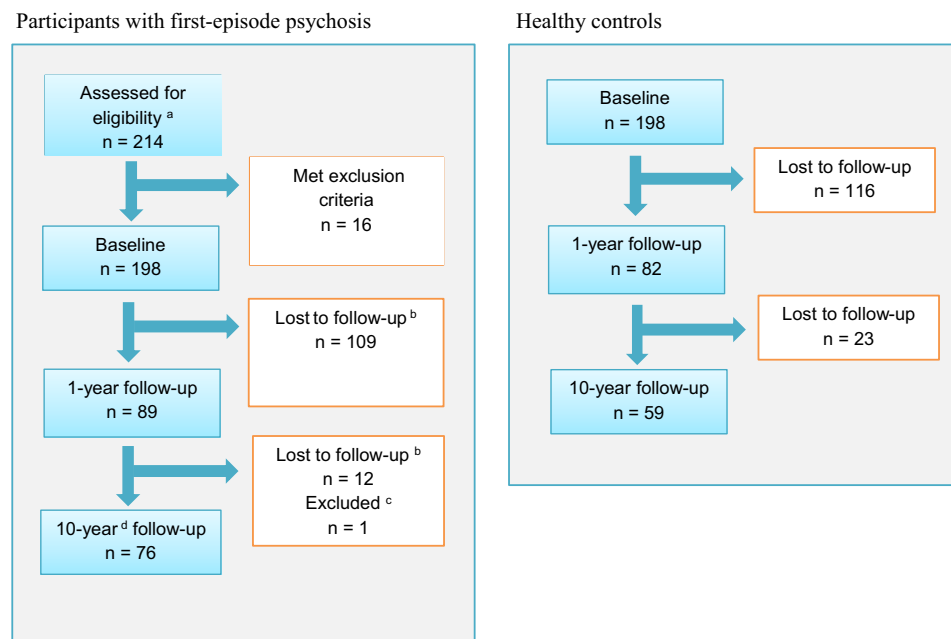 Participants with first-episode psychosis
Assessed for
eligibility a
n = 214
Met exclusion
criteria
n = 16
Baseline
n = 198
Lost to follow-up b
n = 109
1-year follow-up
n = 89
Lost to follow-up b
n = 12
Excluded c
n = 1
10-year d follow-up
n = 76
Healthy controls
Baseline
n = 198
Lost to follow-up
n = 116
1-year follow-up
n = 82
Lost to follow-up
n = 23
10-year follow-up
n = 59